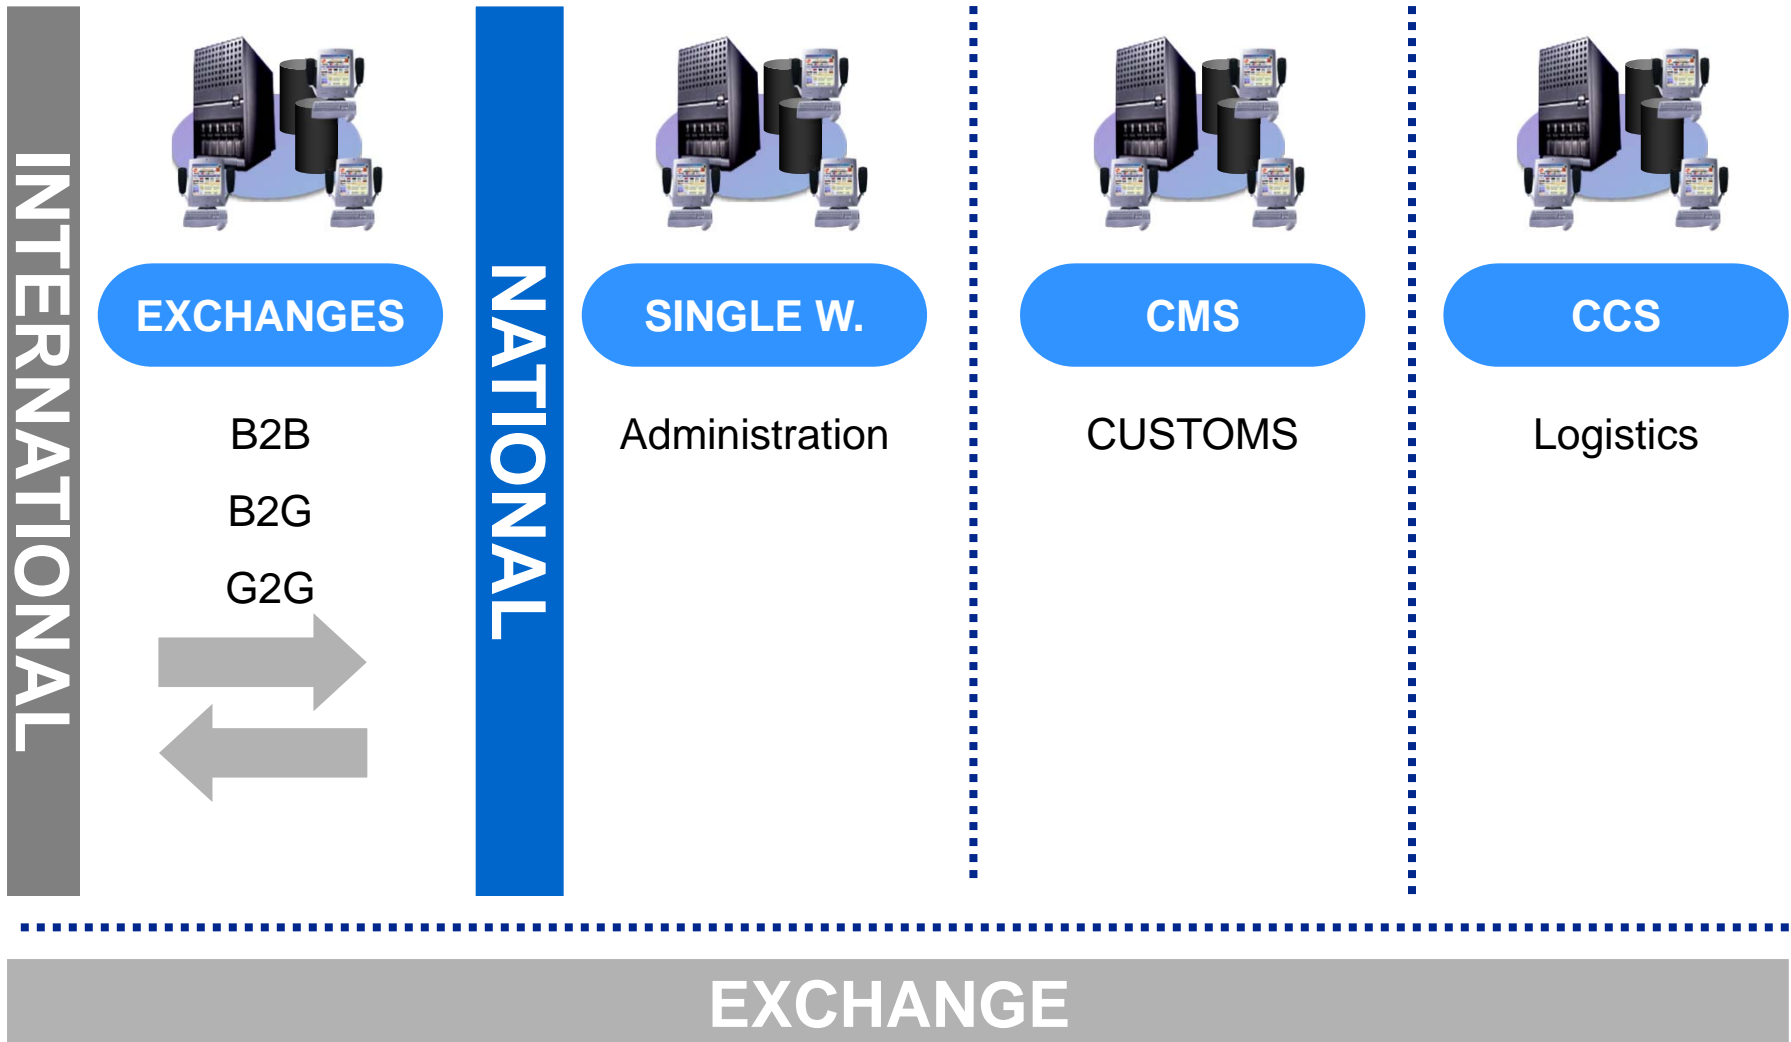 INTERNATIONAL
EXCHANGES
B2B
B2G
G2G
NATIONAL
SINGLE W.
Administration
CMS
CUSTOMS
CCS
Logistics
EXCHANGE